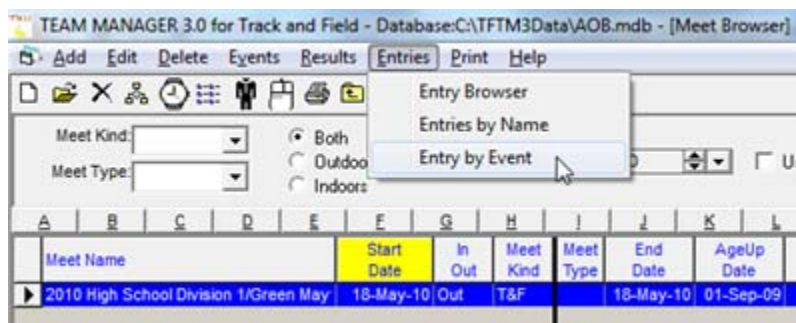 TEAM MANAGER 3.0 for Track and Field - Database:C:\TFTM3Data\AOB.mdb - [Meet Browser]
Add Edit Delete Events Results Entries Print Help
Entry Browser
Entries by Name
Entry by Event
Meet Kind:
Meet Type:
Both
Outdoo
Indoors
U
A B C D E F G H I J K L
Meet Name Start Date In Out Meet Kind Meet Type End Date AgeUp Date
2010 High School Division 1/Green May 18-May-10 Out T&F 18-May-10 01-Sep-09